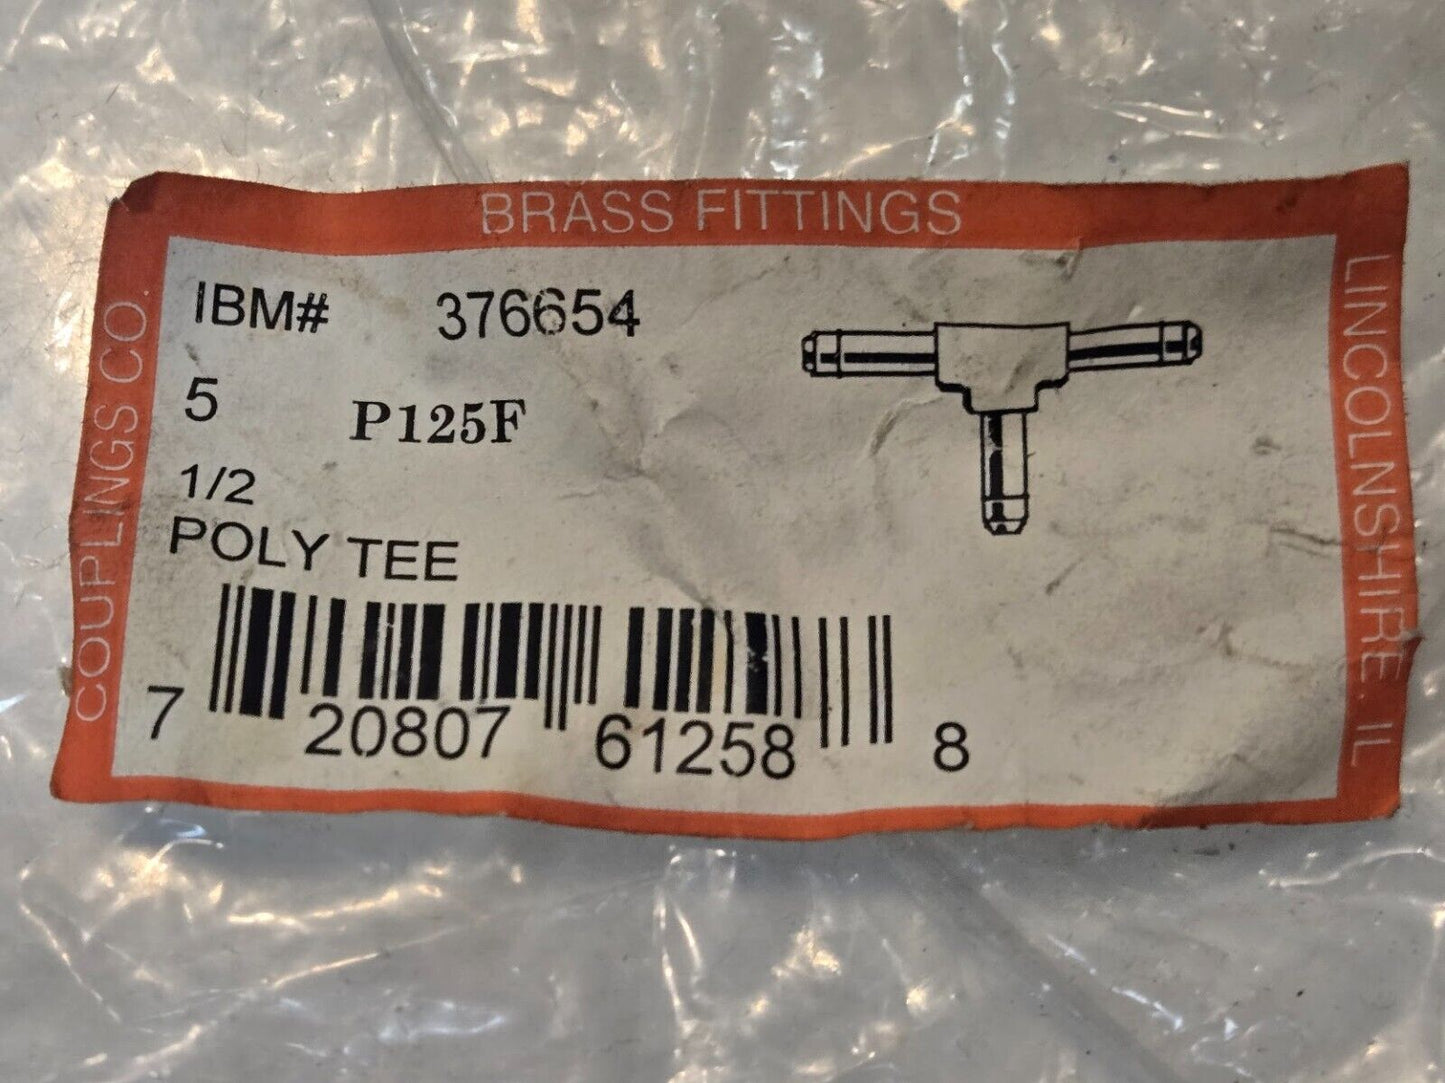 BRASS FITTINGS
COUPLINGS CO.
IBM# 376654
5 P125F
1/2
POLY TEE
7 20807 61258 8
LINCOLNSHIRE. IL